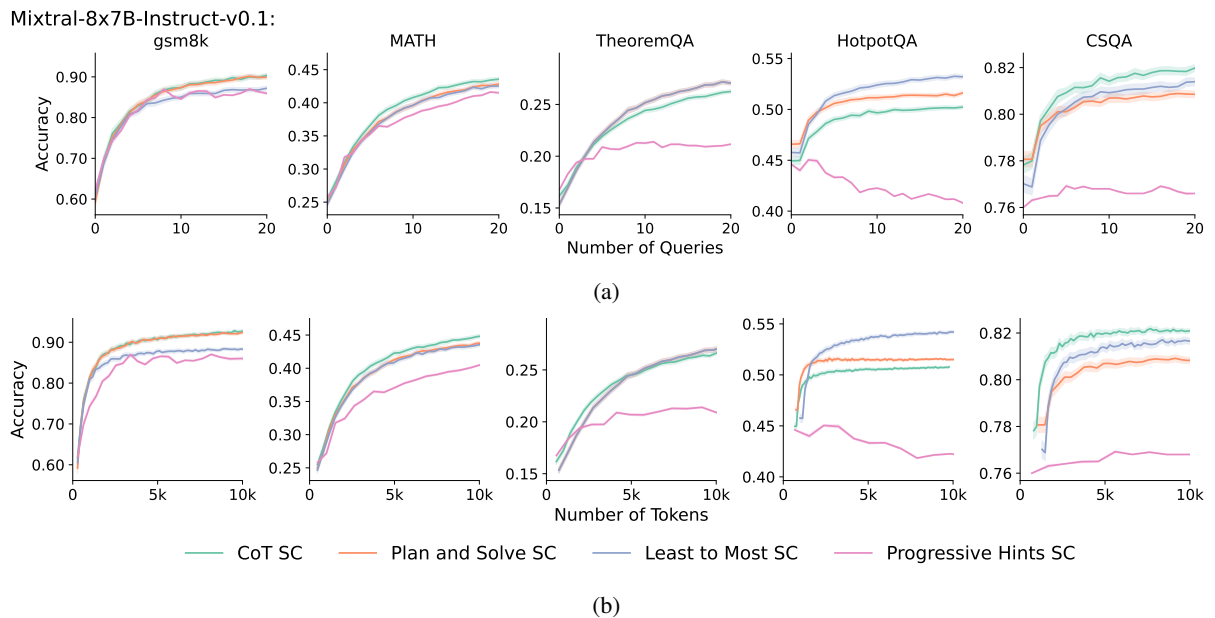 Mixtral-8x7B-Instruct-v0.1:
gsm8k MATH TheoremQA HotpotQA CSQA
Accuracy
0.90 0.80 0.70 0.60
0 10 20
0.45 0.40 0.35 0.30 0.25
0 10 20
0.25 0.20 0.15
0 10 20
0.55 0.50 0.45 0.40
0 10 20
0.82 0.80 0.78 0.76
0 10 20
Number of Queries
(a)
Accuracy
0.90 0.80 0.70 0.60
0 5k 10k
0.45 0.40 0.35 0.30 0.25
0 5k 10k
0.25 0.20 0.15
0 5k 10k
0.55 0.50 0.45 0.40
0 5k 10k
0.82 0.80 0.78 0.76
0 5k 10k
Number of Tokens
CoT SC Plan and Solve SC Least to Most SC Progressive Hints SC
(b)